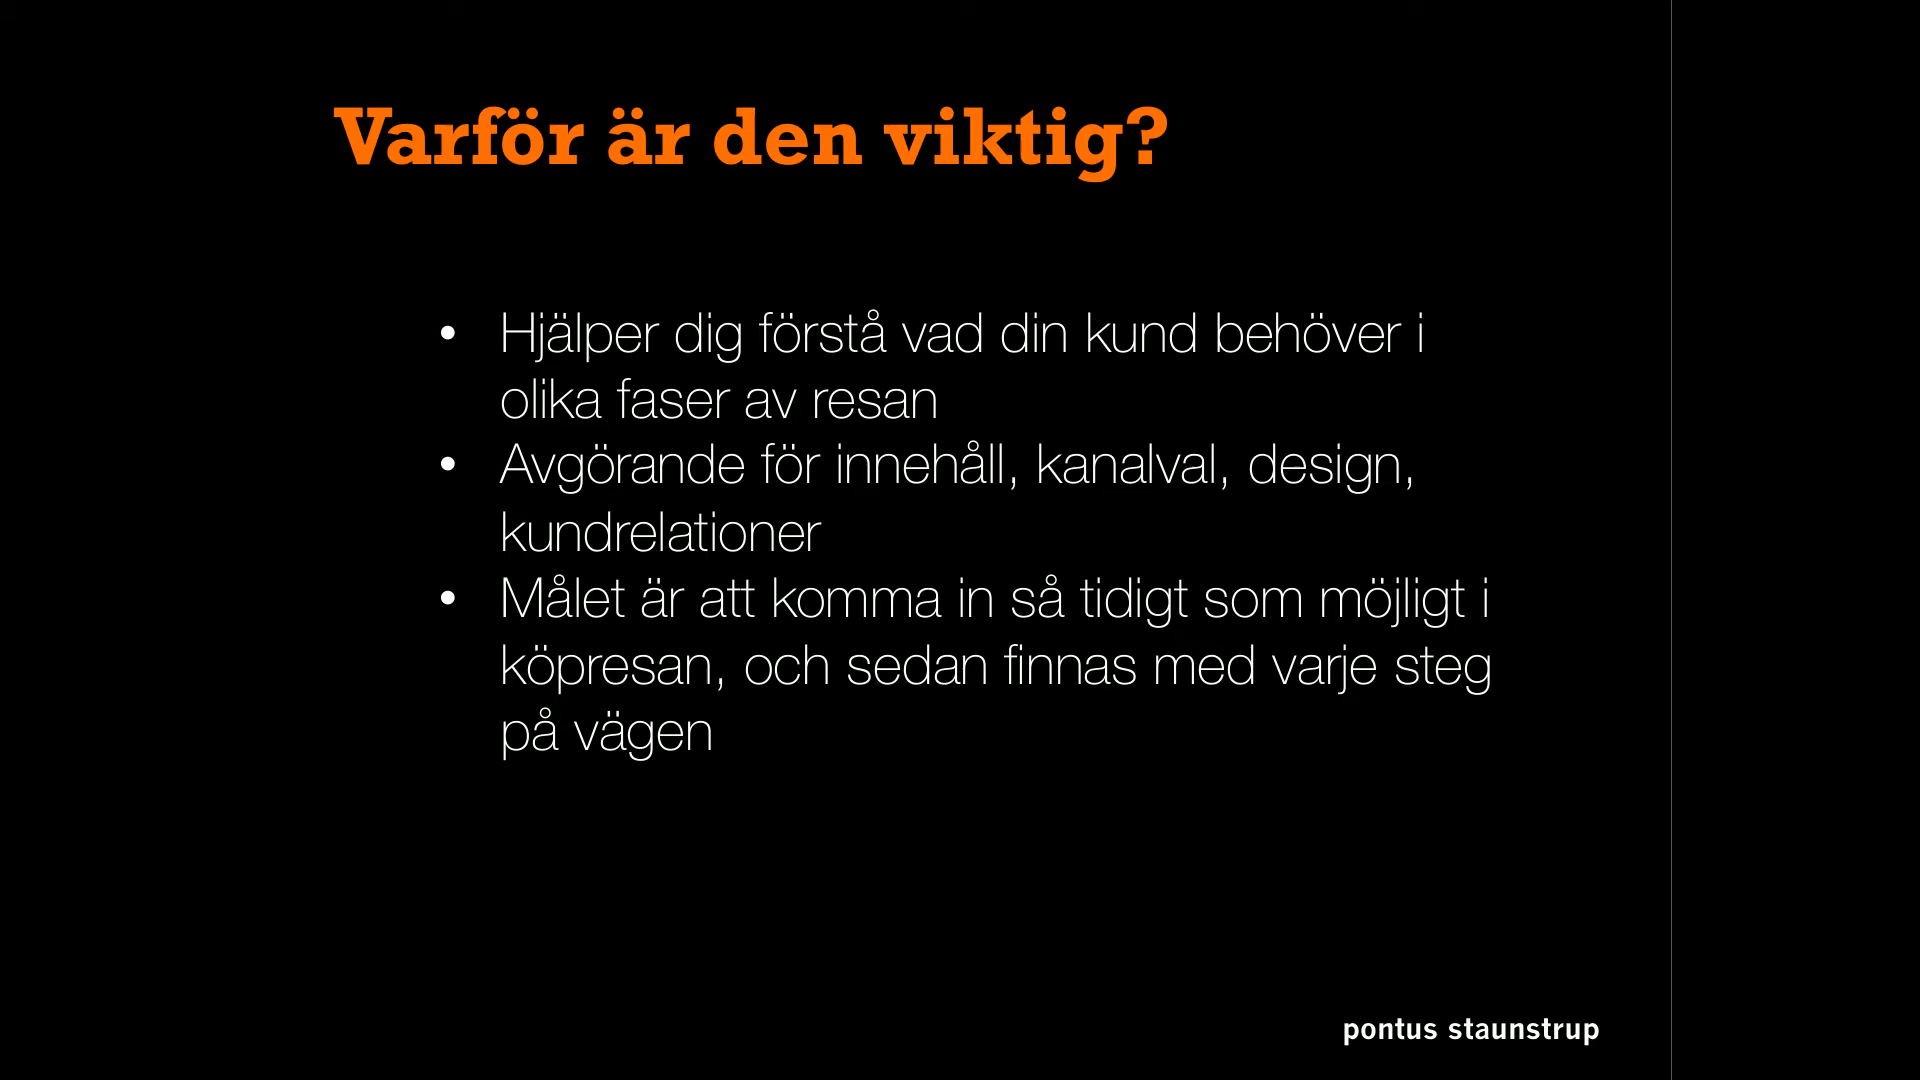 Varför är den viktig?
• Hjälper dig förstå vad din kund behöver i
olika faser av resan
• Avgörande för innehåll, kanalval, design,
kundrelationer
• Målet är att komma in så tidigt som möjligt i
köpresan, och sedan finnas med varje steg
på vägen
pontus staunstrup